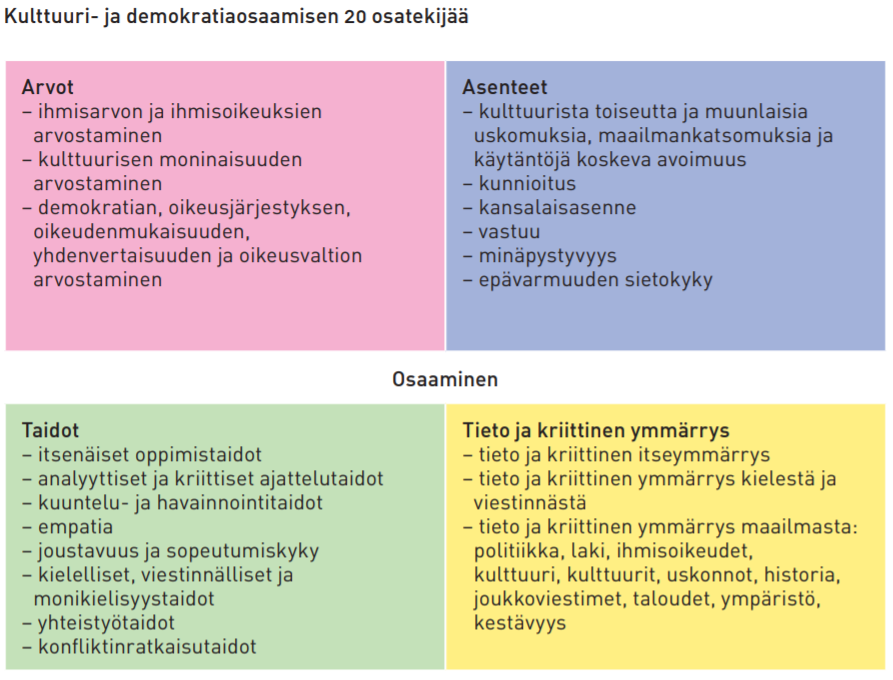 Kulttuuri- ja demokratiaosaamisen 20 osatekijää
Arvot
– ihmisarvon ja ihmisoikeuksien
arvostaminen
– kulttuurisen moninaisuuden
arvostaminen
– demokratian, oikeusjärjestyksen,
oikeudenmukaisuuden,
yhdenvertaisuuden ja oikeusvaltion
arvostaminen
Asenteet
– kulttuurista toiseutta ja muunlaisia
uskomuksia, maailmankatsomuksia ja
käytäntöjä koskeva avoimuus
– kunnioitus
– kansalaisasenne
– vastuu
– minäpystyvyys
– epävarmuuden sietokyky
Osaaminen
Taidot
– itsenäiset oppimistaidot
– analyyttiset ja kriittiset ajattelutaidot
– kuuntelu- ja havainnointitaidot
– empatia
– joustavuus ja sopeutumiskyky
– kielelliset, viestinnälliset ja
monikielisyystaidot
– yhteistyötaidot
– konfliktinratkaisutaidot
Tieto ja kriittinen ymmärrys
– tieto ja kriittinen itseymmärrys
– tieto ja kriittinen ymmärrys kielestä ja
viestinnästä
– tieto ja kriittinen ymmärrys maailmasta:
politiikka, laki, ihmisoikeudet,
kulttuuri, kulttuurit, uskonnot, historia,
joukkoviestimet, taloudet, ympäristö,
kestävyys